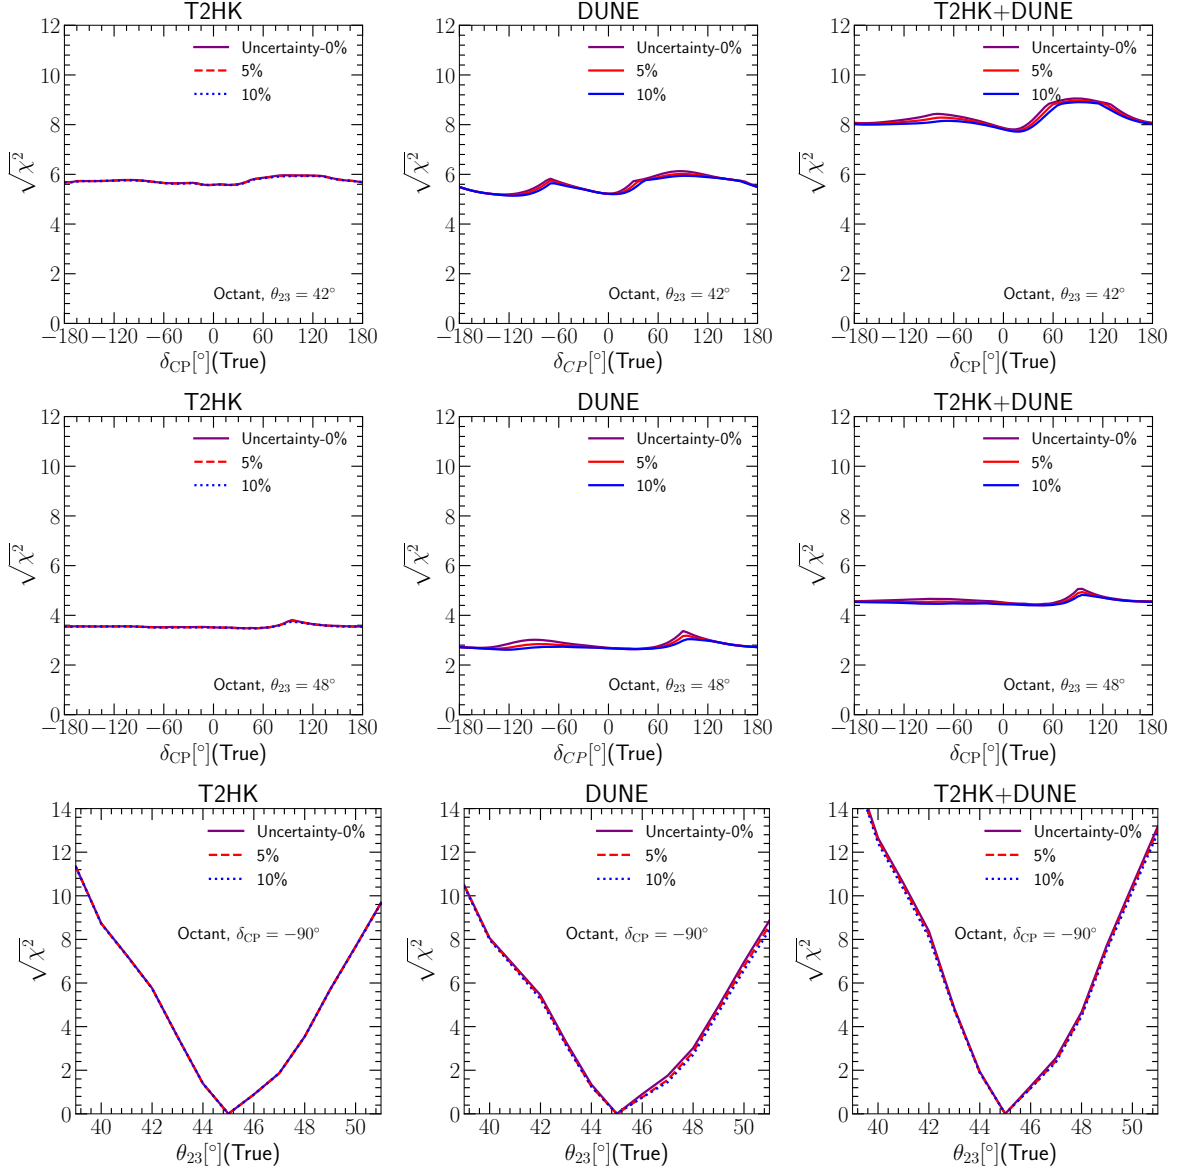 T2HK
DUNE
T2HK+DUNE
12
10
8
6
4
2
0
√χ²
Uncertainty-0%
5%
10%
Octant, θ₂₃ = 42°
−180 −120 −60 0 60 120 180
δ_CP[°](True)
12
10
8
6
4
2
0
√χ²
Uncertainty-0%
5%
10%
Octant, θ₂₃ = 42°
−180 −120 −60 0 60 120 180
δ_CP[°](True)
12
10
8
6
4
2
0
√χ²
Uncertainty-0%
5%
10%
Octant, θ₂₃ = 42°
−180 −120 −60 0 60 120 180
δ_CP[°](True)
T2HK
DUNE
T2HK+DUNE
12
10
8
6
4
2
0
√χ²
Uncertainty-0%
5%
10%
Octant, θ₂₃ = 48°
−180 −120 −60 0 60 120 180
δ_CP[°](True)
12
10
8
6
4
2
0
√χ²
Uncertainty-0%
5%
10%
Octant, θ₂₃ = 48°
−180 −120 −60 0 60 120 180
δ_CP[°](True)
12
10
8
6
4
2
0
√χ²
Uncertainty-0%
5%
10%
Octant, θ₂₃ = 48°
−180 −120 −60 0 60 120 180
δ_CP[°](True)
T2HK
DUNE
T2HK+DUNE
14
12
10
8
6
4
2
0
√χ²
Uncertainty-0%
5%
10%
Octant, δ_CP = −90°
40 42 44 46 48 50
θ₂₃[°](True)
14
12
10
8
6
4
2
0
√χ²
Uncertainty-0%
5%
10%
Octant, δ_CP = −90°
40 42 44 46 48 50
θ₂₃[°](True)
14
12
10
8
6
4
2
0
√χ²
Uncertainty-0%
5%
10%
Octant, δ_CP = −90°
40 42 44 46 48 50
θ₂₃[°](True)